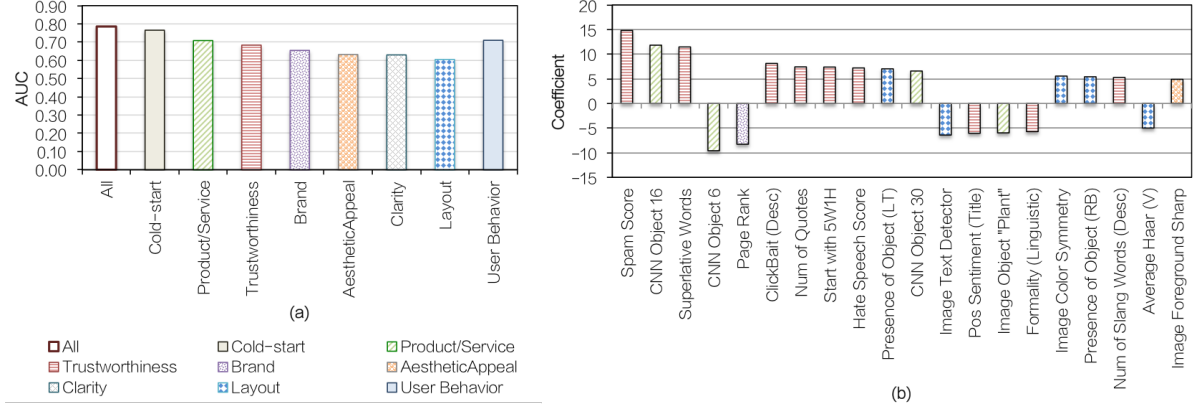 0.90
0.80
0.70
0.60
0.50
0.40
0.30
0.20
0.10
0.00
AUC
All
Cold-start
Product/Service
Trustworthiness
Brand
AestheticAppeal
Clarity
Layout
User Behavior
(a)
All
Cold-start
Product/Service
Trustworthiness
Brand
AestheticAppeal
Clarity
Layout
User Behavior
20
15
10
5
0
-5
-10
-15
Coefficient
Spam Score
CNN Object 16
Superlative Words
CNN Object 6
Page Rank
ClickBait (Desc)
Num of Quotes
Start with 5W1H
Hate Speech Score
Presence of Object (LT)
CNN Object 30
Image Text Detector
Pos Sentiment (Title)
Image Object "Plant"
Formality (Linguistic)
Image Color Symmetry
Presence of Object (RB)
Num of Slang Words (Desc)
Average Haar (V)
Image Foreground Sharp
(b)